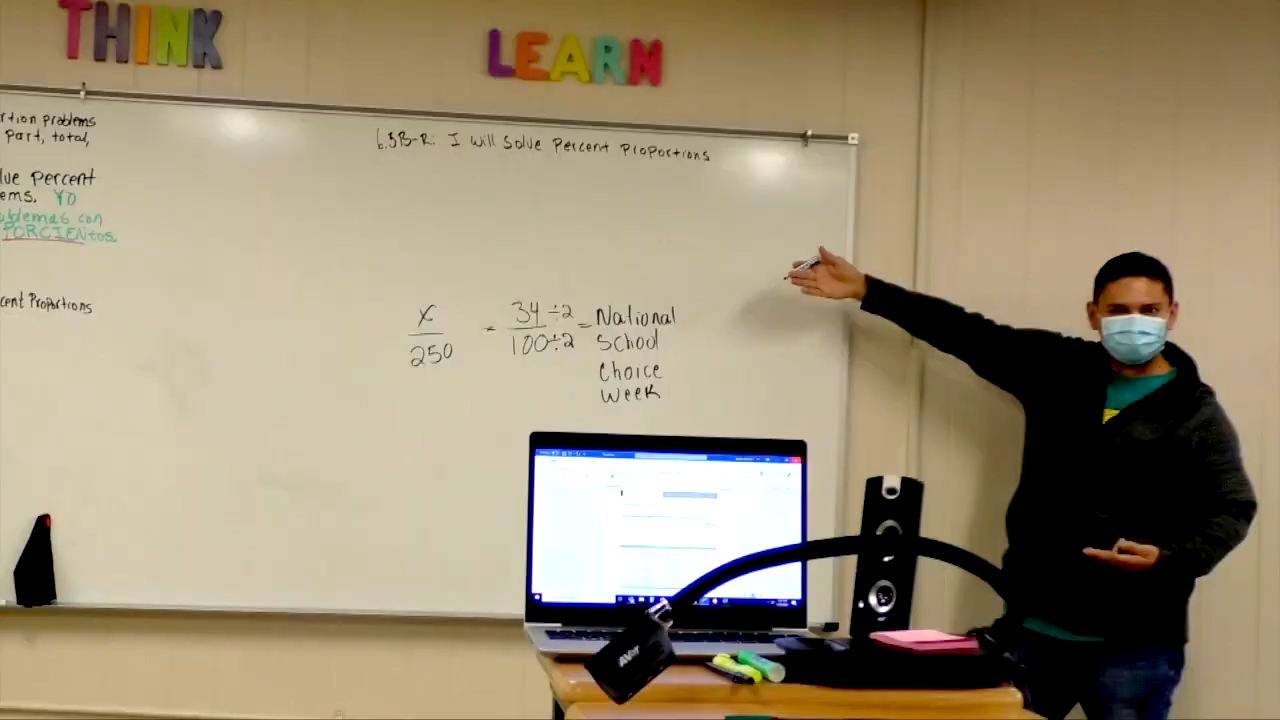 THINK
LEARN
rtion problems
part, total,
lve percent
ems. YO
oblemas con
PORCIENtos.
cent Proportions
6.5B-R: I will solve percent proportions
x/250 = 34÷2/100÷2 = National
School
Choice
Week
AVer